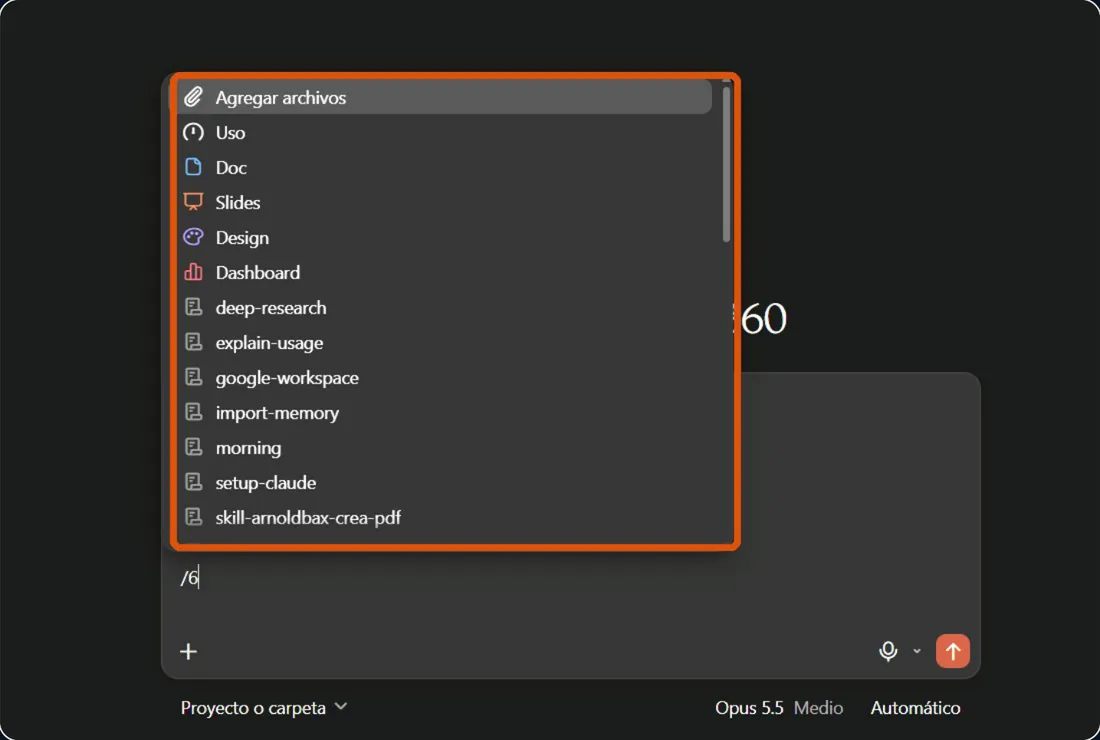 Agregar archivos
Uso
Doc
Slides
Design
Dashboard
deep-research
explain-usage
google-workspace
import-memory
morning
setup-claude
skill-arnoldbax-crea-pdf
60
/6
Proyecto o carpeta
Opus 5.5 Medio Automático